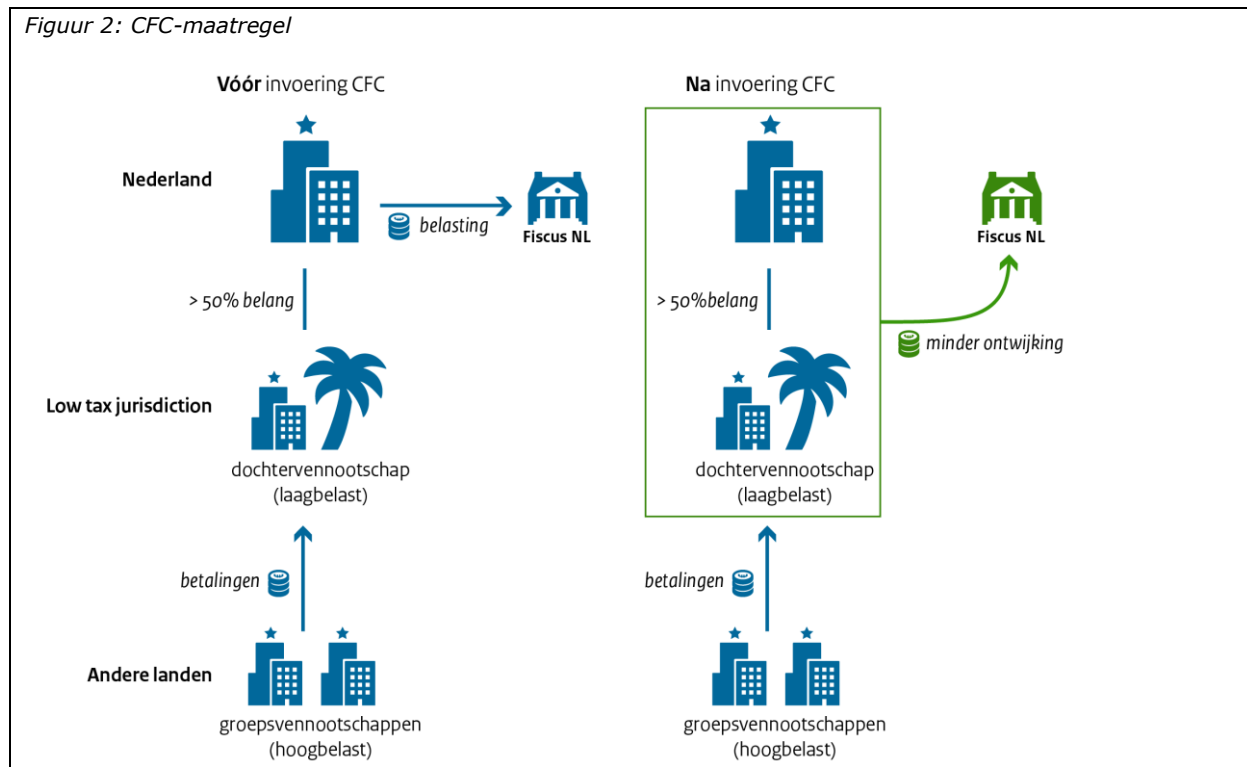 Figuur 2: CFC-maatregel
Vóór invoering CFC
Na invoering CFC
Nederland
belasting
Fiscus NL
Fiscus NL
> 50% belang
> 50%belang
minder ontwijking
Low tax jurisdiction
dochtervennootschap
(laagbelast)
dochtervennootschap
(laagbelast)
betalingen
betalingen
Andere landen
groepsvennootschappen
(hoogbelast)
groepsvennootschappen
(hoogbelast)